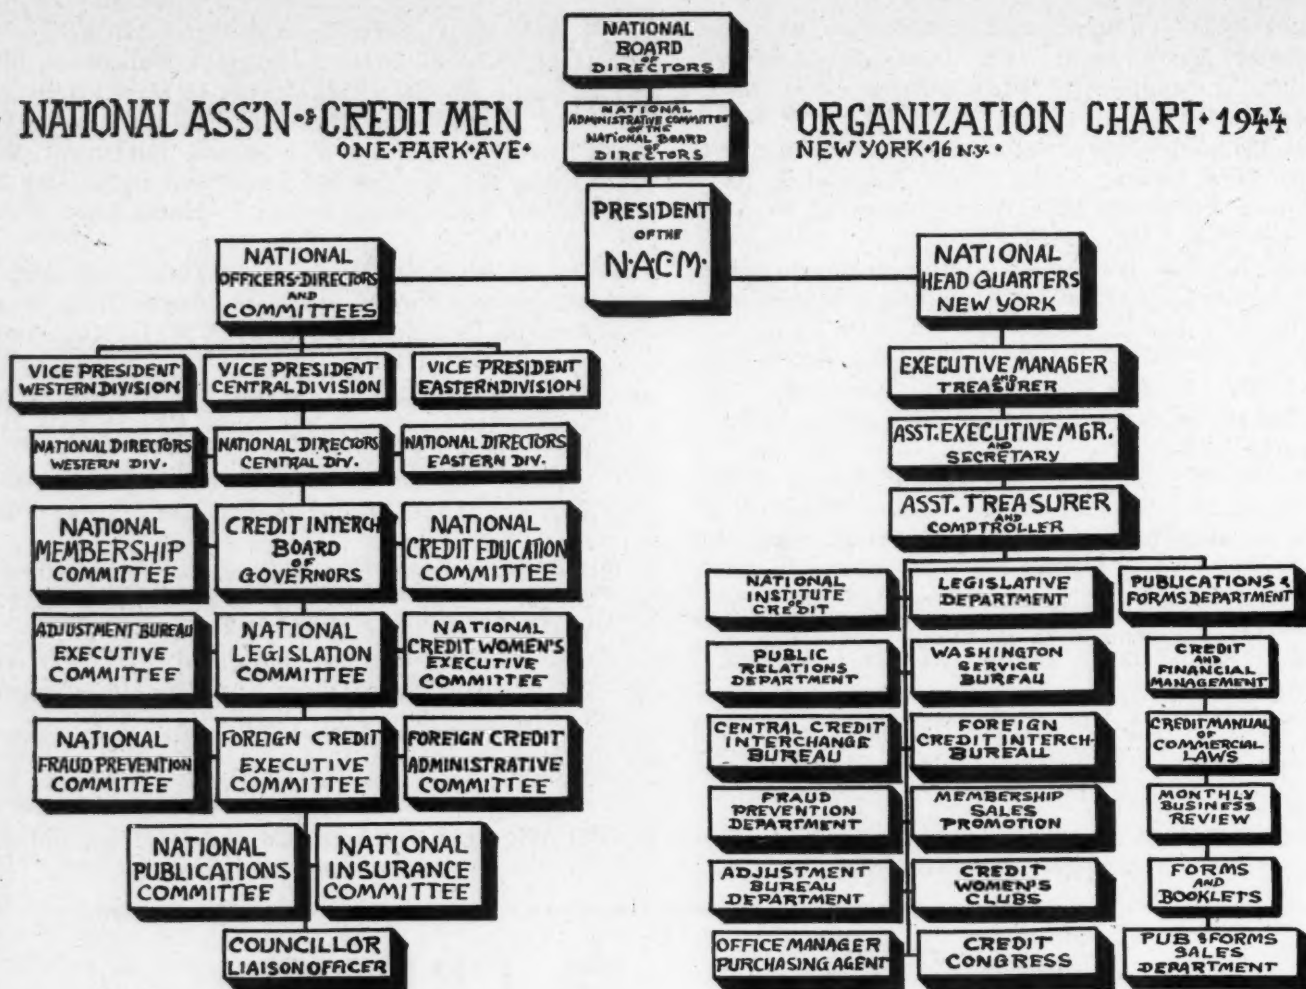 NATIONAL
BOARD
OF
DIRECTORS
NATIONAL ASS'N OF CREDIT MEN
ONE·PARK·AVE·
NATIONAL
ADMINISTRATIVE COMMITTEE
OF THE
NATIONAL BOARD
OF
DIRECTORS
ORGANIZATION CHART·1944
NEW YORK·16 N.Y.·
PRESIDENT
OF THE
N·A·C·M·
NATIONAL
OFFICERS-DIRECTORS
AND
COMMITTEES
VICE PRESIDENT
WESTERN DIVISION
VICE PRESIDENT
CENTRAL DIVISION
VICE PRESIDENT
EASTERN DIVISION
NATIONAL DIRECTORS
WESTERN DIV.
NATIONAL DIRECTORS
CENTRAL DIV.
NATIONAL DIRECTORS
EASTERN DIV.
NATIONAL
MEMBERSHIP
COMMITTEE
CREDIT INTERCH
BOARD
OF
GOVERNORS
NATIONAL
CREDIT EDUCATION
COMMITTEE
ADJUSTMENT BUREAU
EXECUTIVE
COMMITTEE
NATIONAL
LEGISLATION
COMMITTEE
NATIONAL
CREDIT WOMEN'S
EXECUTIVE
COMMITTEE
NATIONAL
FRAUD PREVENTION
COMMITTEE
FOREIGN CREDIT
EXECUTIVE
COMMITTEE
FOREIGN CREDIT
ADMINISTRATIVE
COMMITTEE
NATIONAL
PUBLICATIONS
COMMITTEE
NATIONAL
INSURANCE
COMMITTEE
COUNCILLOR
LIAISON OFFICER
NATIONAL
HEAD QUARTERS
NEW YORK
EXECUTIVE MANAGER
AND
TREASURER
ASST. EXECUTIVE MGR.
AND
SECRETARY
ASST. TREASURER
AND
COMPTROLLER
NATIONAL
INSTITUTE
OF
CREDIT
LEGISLATIVE
DEPARTMENT
PUBLICATIONS &
FORMS DEPARTMENT
PUBLIC
RELATIONS
DEPARTMENT
WASHINGTON
SERVICE
BUREAU
CREDIT
AND
FINANCIAL
MANAGEMENT
CENTRAL CREDIT
INTERCHANGE
BUREAU
FOREIGN
CREDIT INTERCH-
BUREAU
CREDIT MANUAL
OF
COMMERCIAL
LAWS
FRAUD
PREVENTION
DEPARTMENT
MEMBERSHIP
SALES
PROMOTION
MONTHLY
BUSINESS
REVIEW
ADJUSTMENT
BUREAU
DEPARTMENT
CREDIT
WOMEN'S
CLUBS
FORMS
AND
BOOKLETS
OFFICE MANAGER
PURCHASING AGENT
CREDIT
CONGRESS
PUB & FORMS
SALES
DEPARTMENT